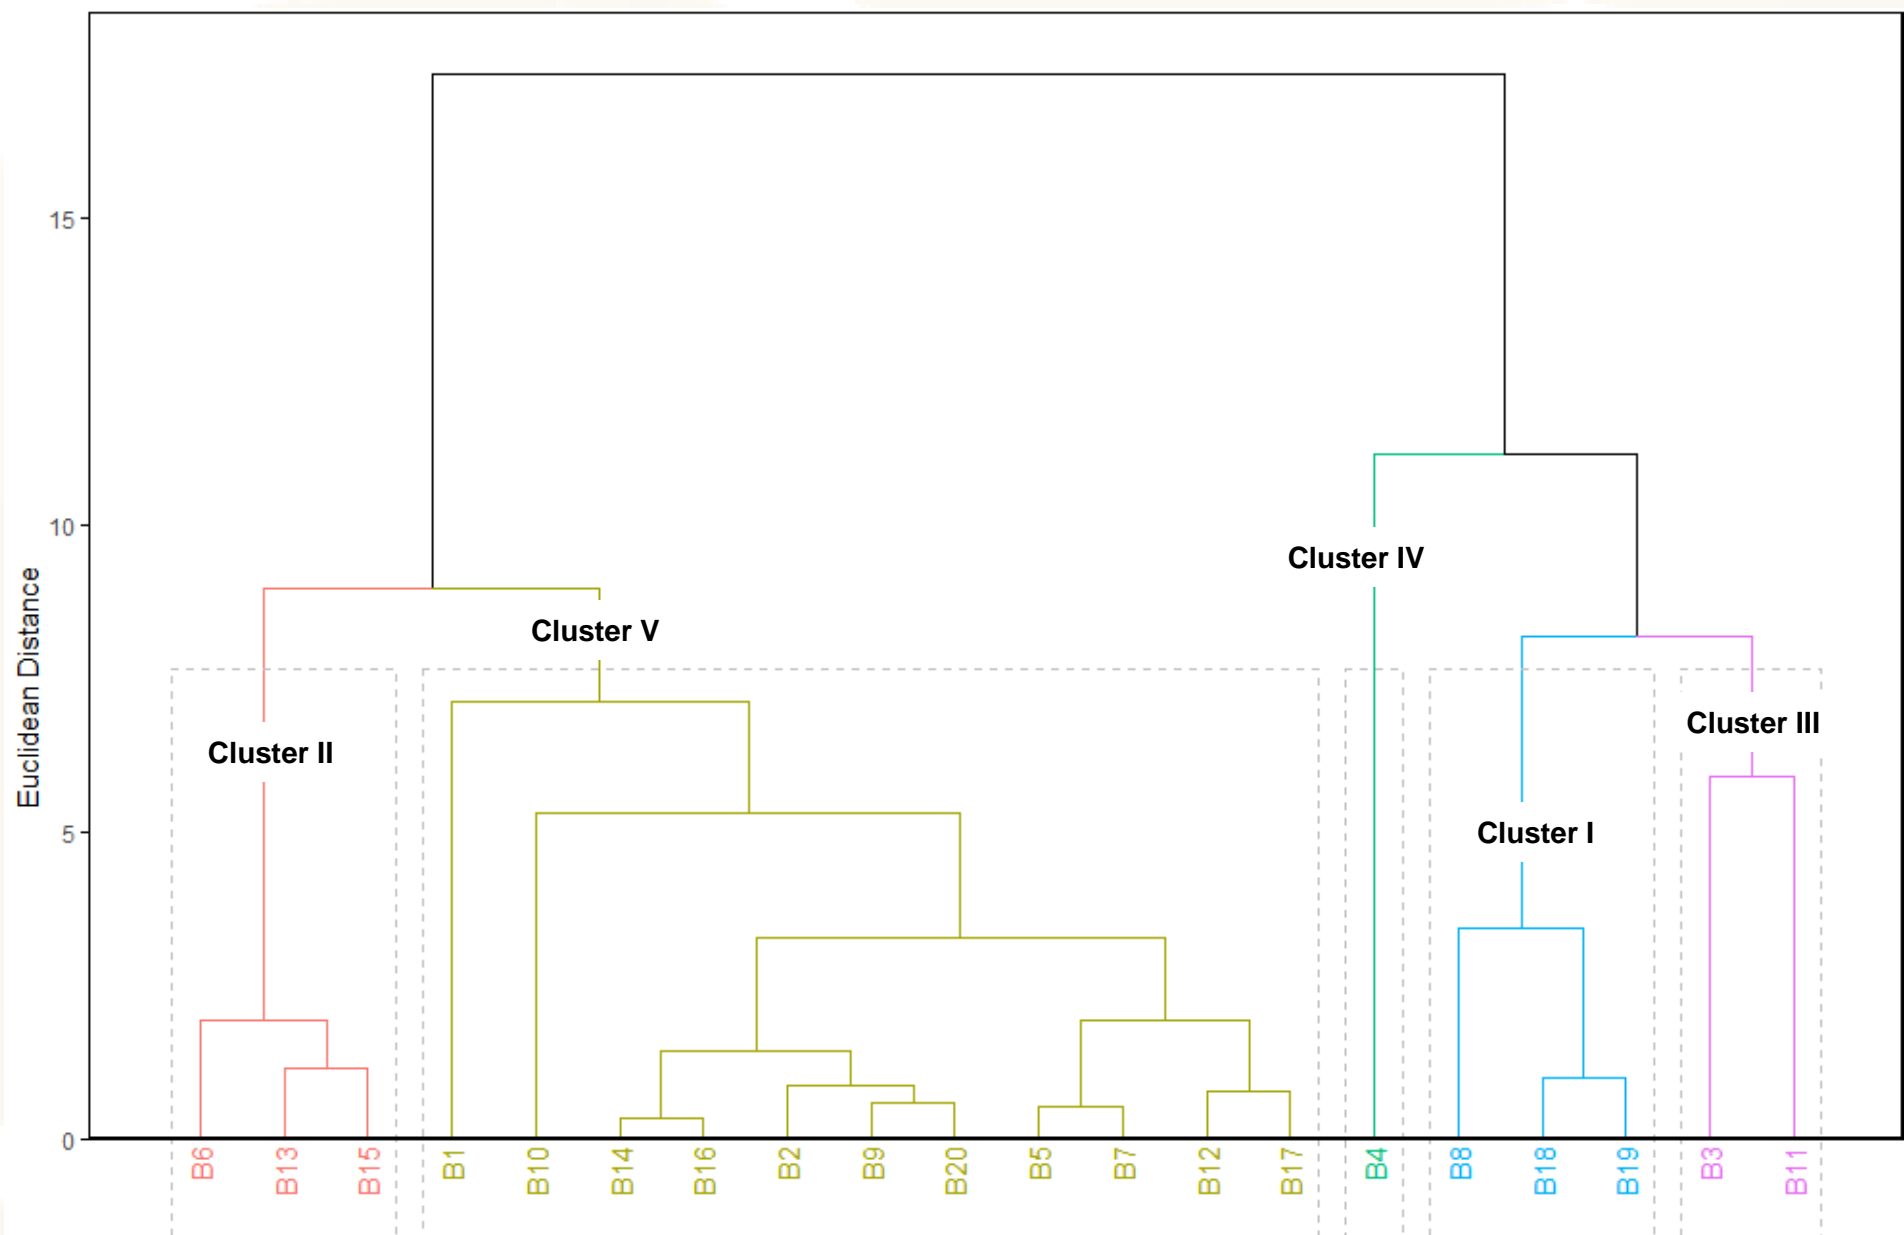 15
10
5
0
Euclidean Distance
Cluster IV
Cluster V
Cluster III
Cluster II
Cluster I
B6
B13
B15
B1
B10
B14
B16
B2
B9
B20
B5
B7
B12
B17
B4
B8
B18
B19
B3
B11